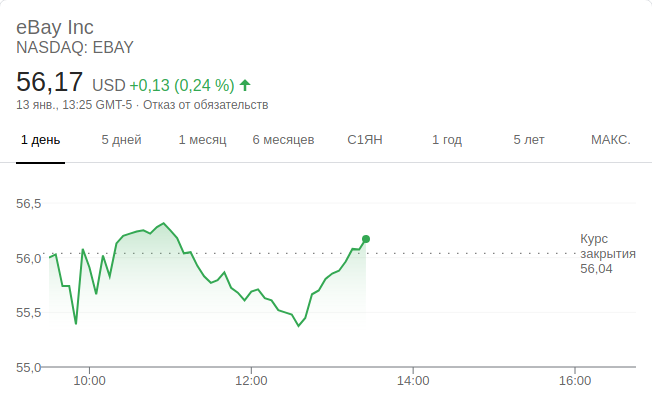 eBay Inc
NASDAQ: EBAY
56,17 USD +0,13 (0,24 %)
13 янв., 13:25 GMT-5 · Отказ от обязательств
1 день 5 дней 1 месяц 6 месяцев С1ЯН 1 год 5 лет МАКС.
56,5
56,0
55,5
55,0
Курс
закрытия
56,04
10:00 12:00 14:00 16:00